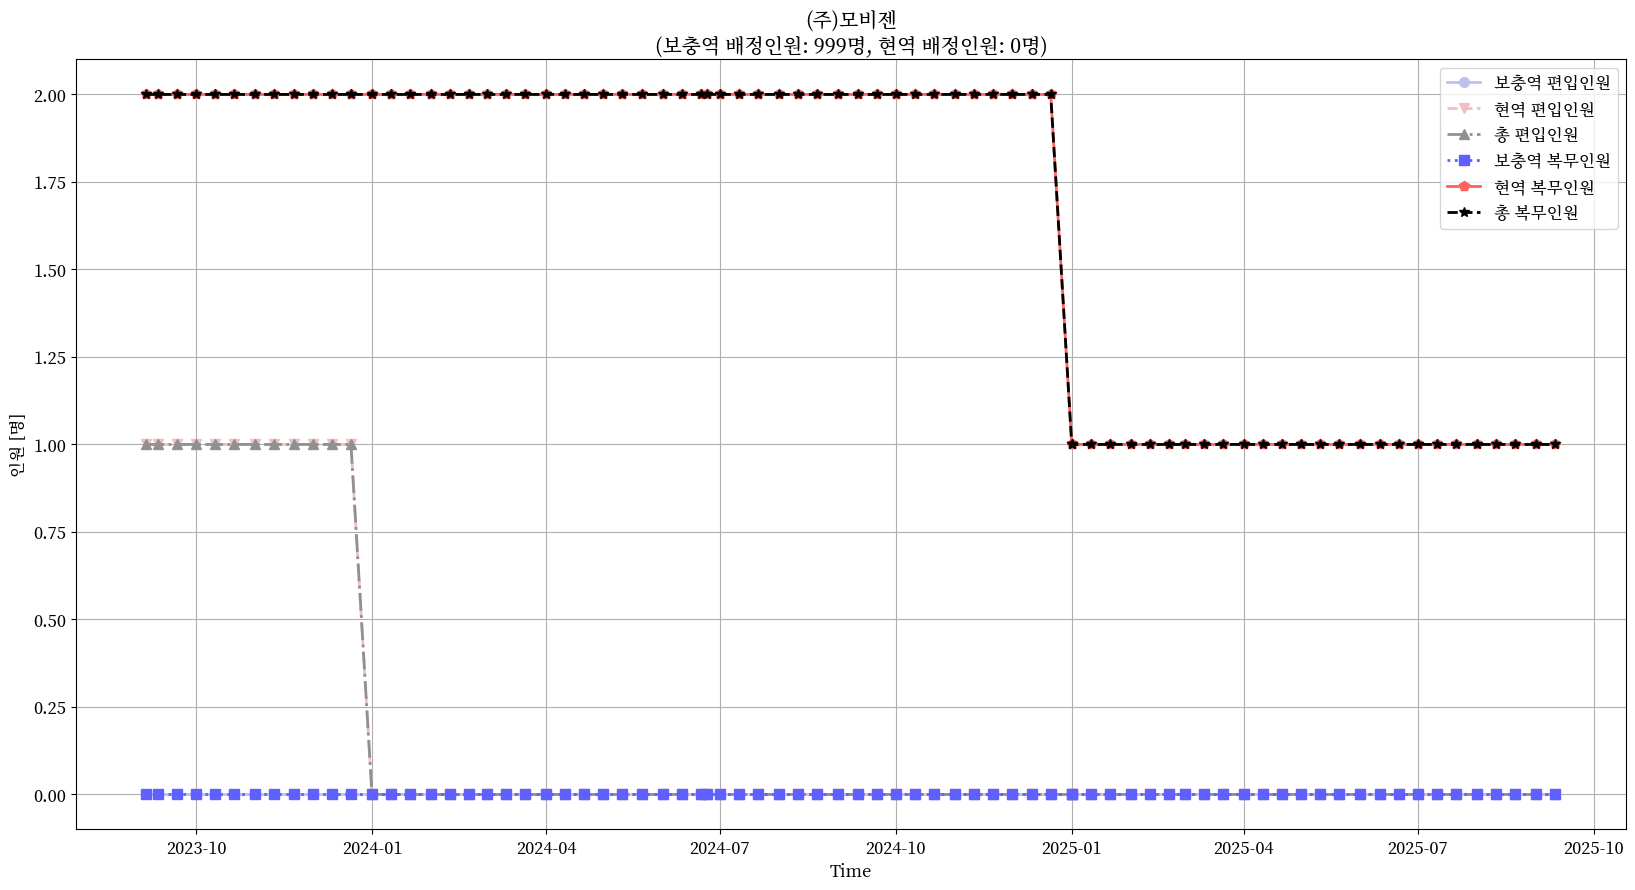 (주)모비젠
(보충역 배정인원: 999명, 현역 배정인원: 0명)
보충역 편입인원
현역 편입인원
총 편입인원
보충역 복무인원
현역 복무인원
총 복무인원
2.00
1.75
1.50
1.25
1.00
0.75
0.50
0.25
0.00
인원 [명]
2023-10 2024-01 2024-04 2024-07 2024-10 2025-01 2025-04 2025-07 2025-10
Time